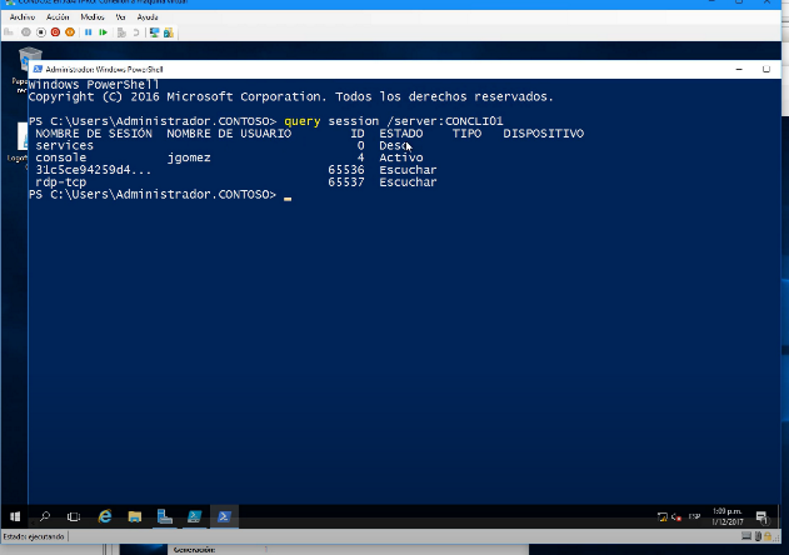 Archivo Acción Medios Ver Ayuda
Administrador: Windows PowerShell
Windows PowerShell
Copyright (C) 2016 Microsoft Corporation. Todos los derechos reservados.
PS C:\Users\Administrador.CONTOSO> query session /server:CONCLI01
NOMBRE DE SESIÓN NOMBRE DE USUARIO ID ESTADO TIPO DISPOSITIVO
services 0 Desc
console jgomez 4 Activo
31c5ce94259d4... 65536 Escuchar
rdp-tcp 65537 Escuchar
PS C:\Users\Administrador.CONTOSO>
ESP
1:09 p.m.
1/12/2017
Estado: ejecutando
Generación: